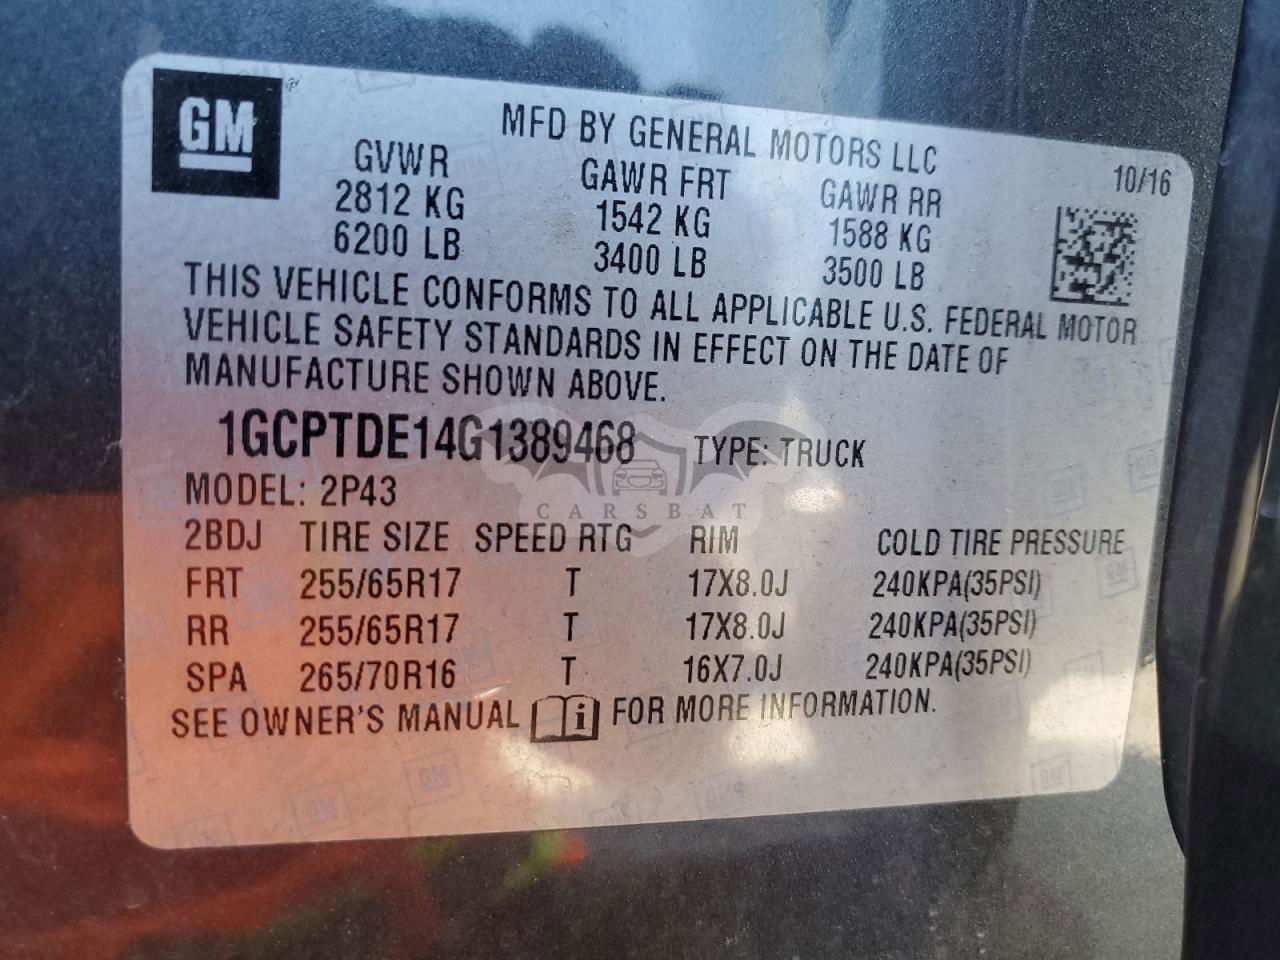 GM
MFD BY GENERAL MOTORS LLC
10/16
GVWR GAWR FRT GAWR RR
2812 KG 1542 KG 1588 KG
6200 LB 3400 LB 3500 LB
THIS VEHICLE CONFORMS TO ALL APPLICABLE U.S. FEDERAL MOTOR
VEHICLE SAFETY STANDARDS IN EFFECT ON THE DATE OF
MANUFACTURE SHOWN ABOVE.
1GCPTDE14G1389468 TYPE: TRUCK
CARSBAT
MODEL: 2P43
2BDJ TIRE SIZE SPEED RTG RIM COLD TIRE PRESSURE
FRT 255/65R17 T 17X8.0J 240KPA(35PSI)
RR 255/65R17 T 17X8.0J 240KPA(35PSI)
SPA 265/70R16 T 16X7.0J 240KPA(35PSI)
SEE OWNER'S MANUAL i FOR MORE INFORMATION.